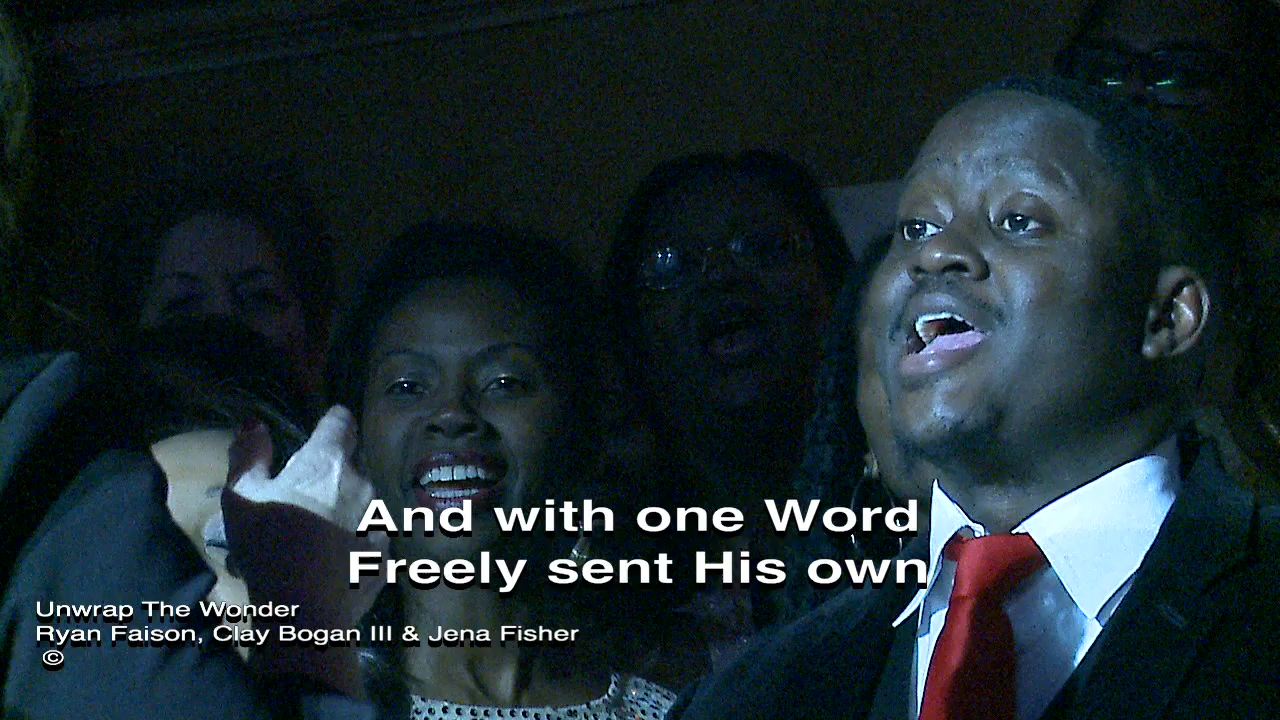 And with one Word
Freely sent His own
Unwrap The Wonder
Ryan Faison, Clay Bogan III & Jena Fisher
©